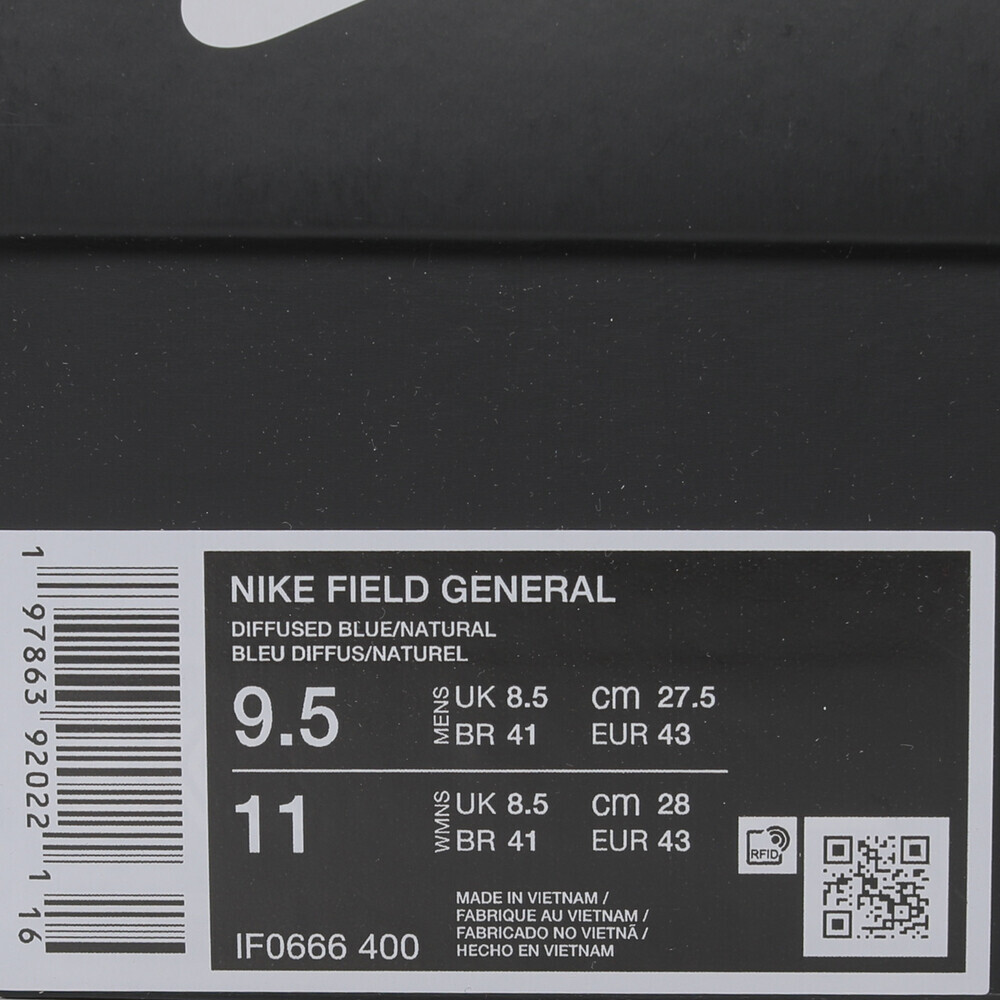 NIKE FIELD GENERAL
DIFFUSED BLUE/NATURAL
BLEU DIFFUS/NATUREL
9.5 MENS UK 8.5 cm 27.5
BR 41 EUR 43
11 WMNS UK 8.5 cm 28
BR 41 EUR 43
RFID
MADE IN VIETNAM /
FABRIQUE AU VIETNAM /
FABRICADO NO VIETNÃ /
HECHO EN VIETNAM
IF0666 400
1 97863 92022 1 16